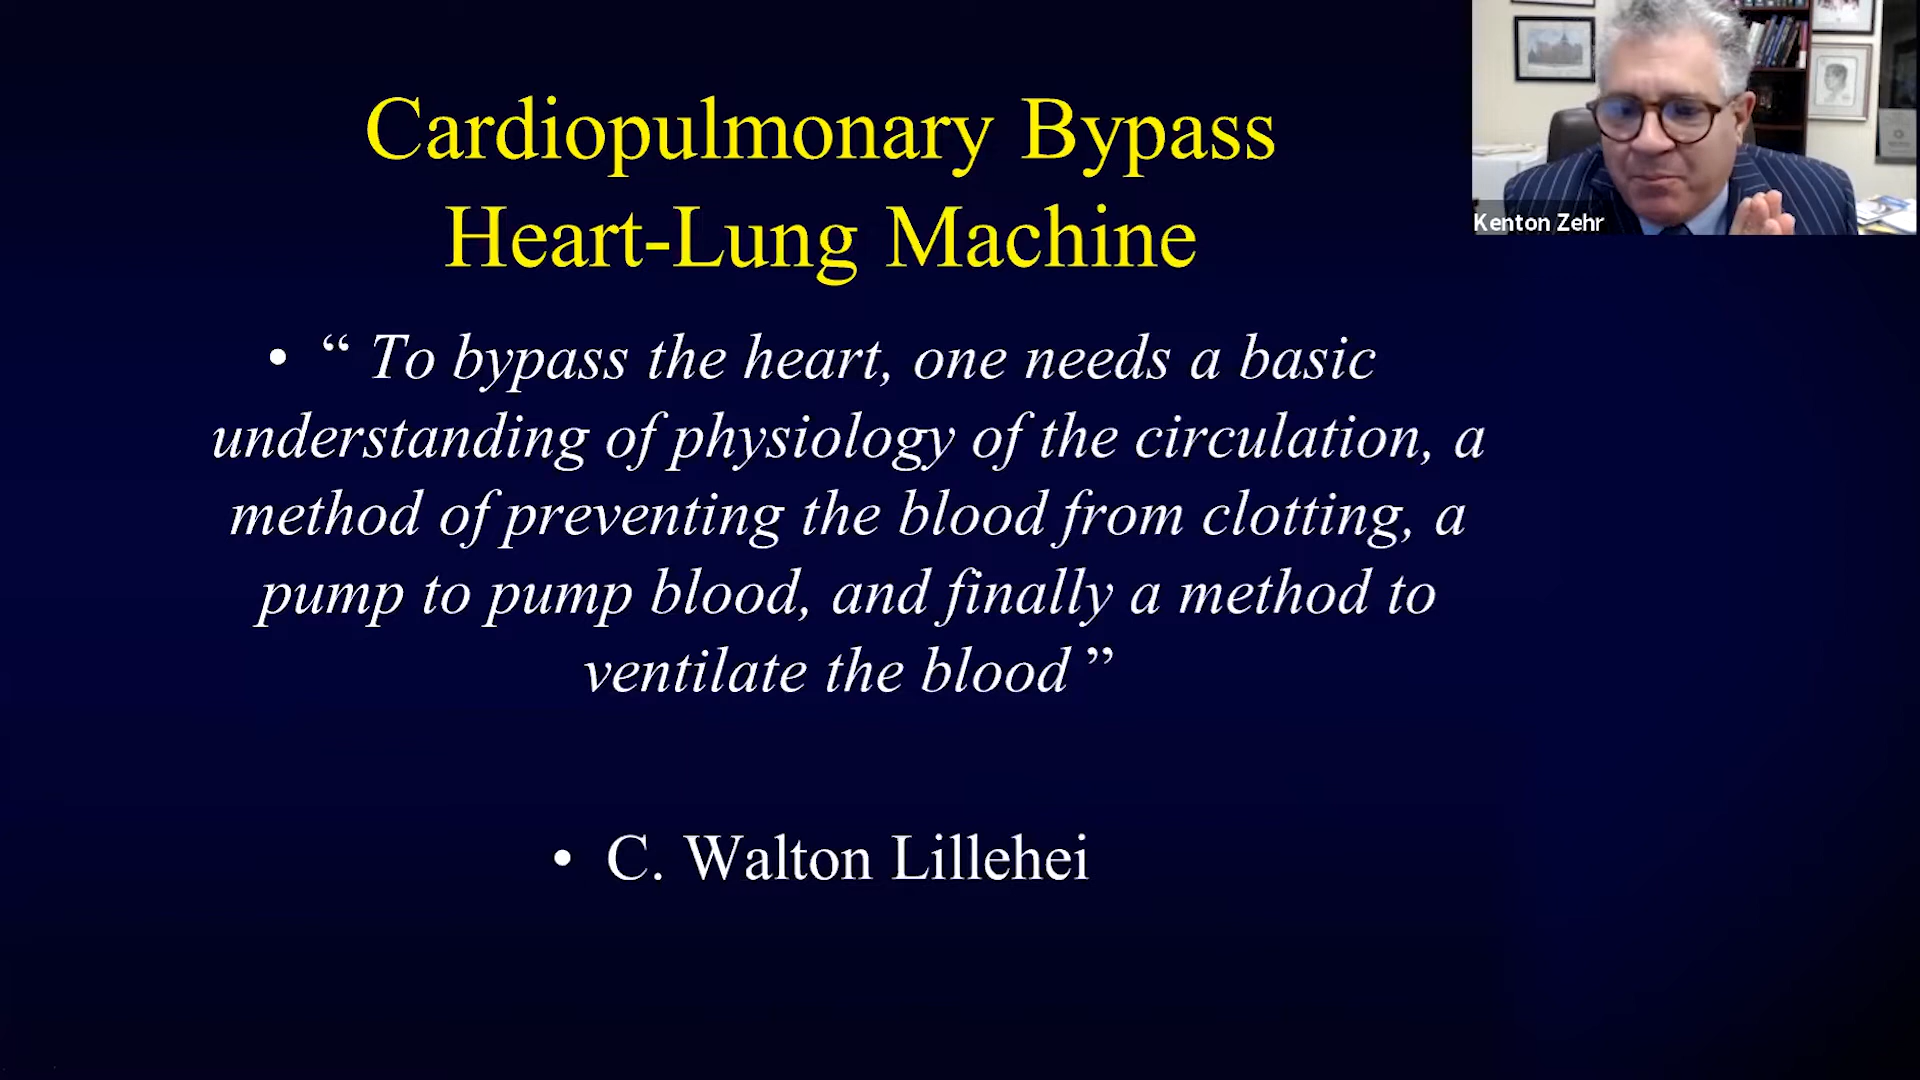 Cardiopulmonary Bypass
Heart-Lung Machine
• “ To bypass the heart, one needs a basic
understanding of physiology of the circulation, a
method of preventing the blood from clotting, a
pump to pump blood, and finally a method to
ventilate the blood ”
• C. Walton Lillehei
Kenton Zehr